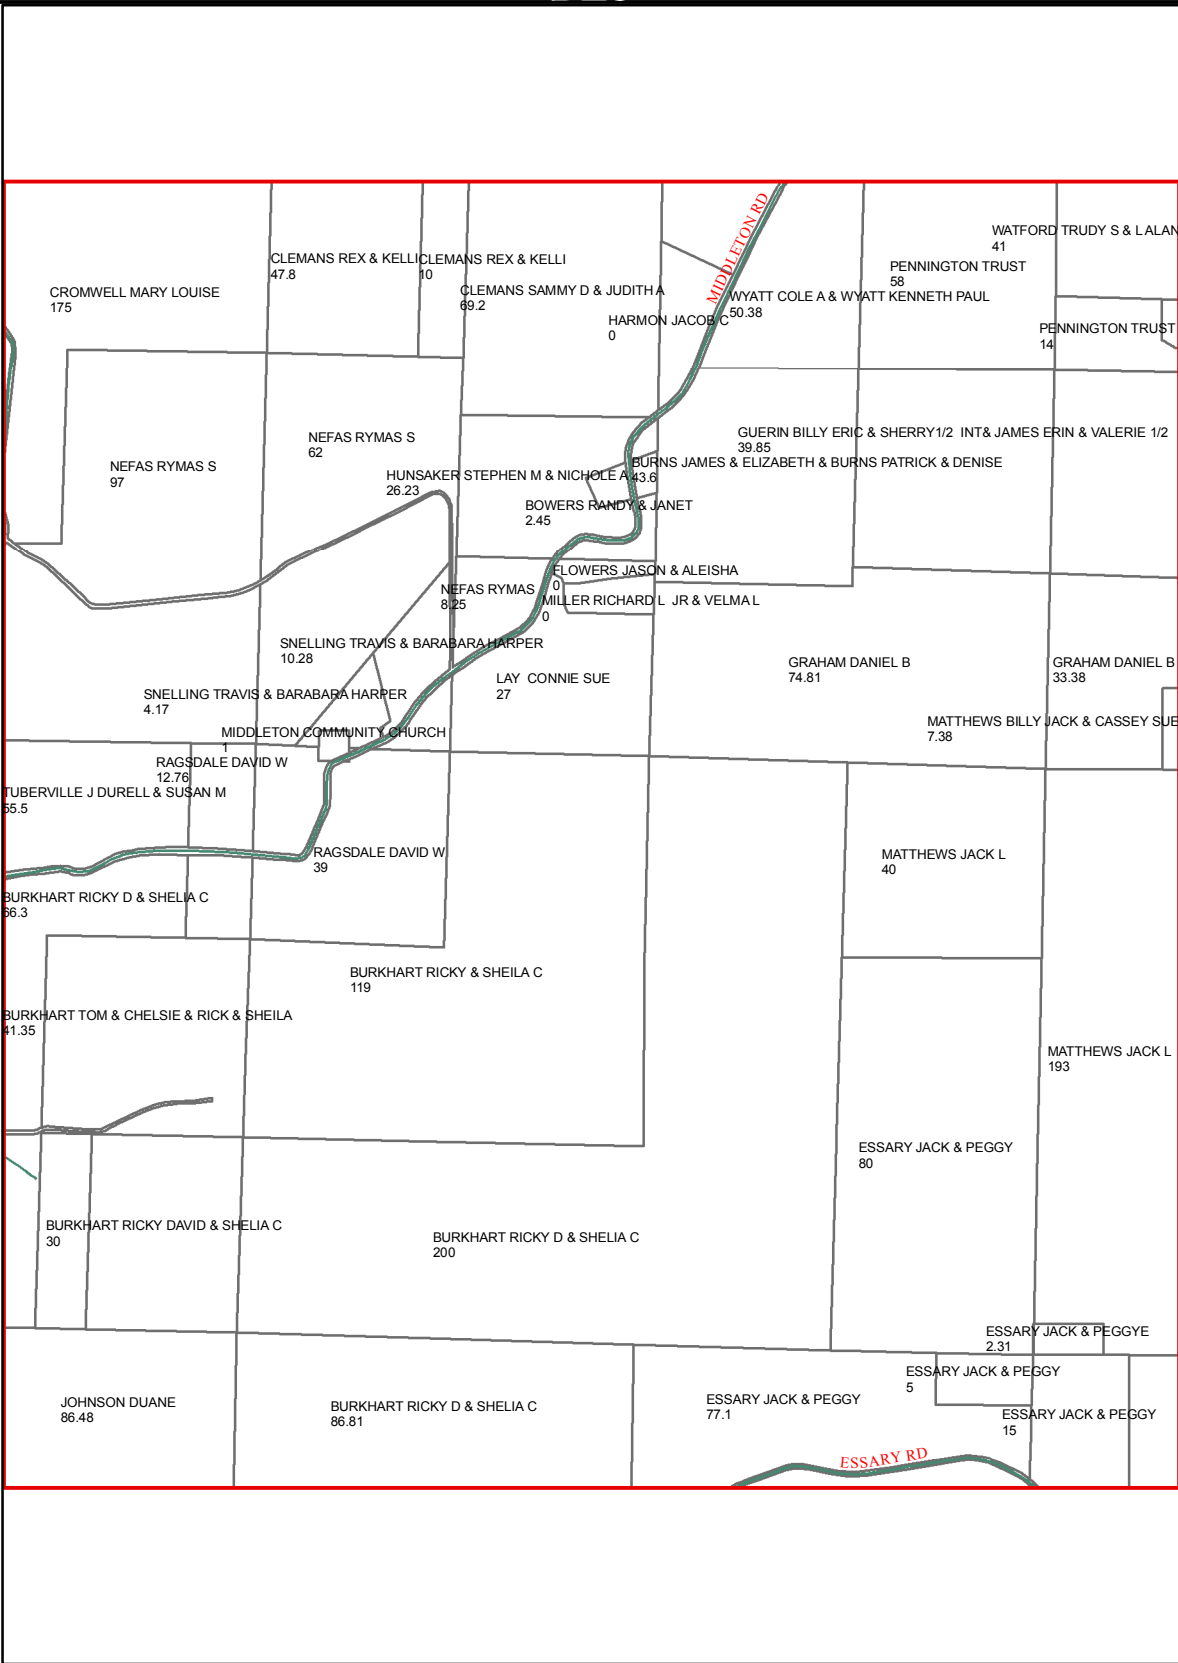 WATFORD TRUDY S & L ALAN
41
MIDDLETON RD
CLEMANS REX & KELLI
47.8
CLEMANS REX & KELLI
10
PENNINGTON TRUST
58
CROMWELL MARY LOUISE
175
CLEMANS SAMMY D & JUDITH A
69.2
WYATT COLE A & WYATT KENNETH PAUL
50.38
HARMON JACOB C
0
PENNINGTON TRUST
14
NEFAS RYMAS S
62
GUERIN BILLY ERIC & SHERRY1/2 INT& JAMES ERIN & VALERIE 1/2
39.85
NEFAS RYMAS S
97
HUNSAKER STEPHEN M & NICHOLE A
26.23
BURNS JAMES & ELIZABETH & BURNS PATRICK & DENISE
43.6
BOWERS RANDY & JANET
2.45
FLOWERS JASON & ALEISHA
0
NEFAS RYMAS
8.25
MILLER RICHARD L JR & VELMA L
0
SNELLING TRAVIS & BARABARA HARPER
10.28
GRAHAM DANIEL B
74.81
GRAHAM DANIEL B
33.38
LAY CONNIE SUE
27
SNELLING TRAVIS & BARABARA HARPER
4.17
MATTHEWS BILLY JACK & CASSEY SUE
7.38
MIDDLETON COMMUNITY CHURCH
1
RAGSDALE DAVID W
12.76
TUBERVILLE J DURELL & SUSAN M
55.5
RAGSDALE DAVID W
39
MATTHEWS JACK L
40
BURKHART RICKY D & SHELIA C
66.3
BURKHART RICKY & SHEILA C
119
BURKHART TOM & CHELSIE & RICK & SHEILA
41.35
MATTHEWS JACK L
193
ESSARY JACK & PEGGY
80
BURKHART RICKY DAVID & SHELIA C
30
BURKHART RICKY D & SHELIA C
200
ESSARY JACK & PEGGYE
2.31
ESSARY JACK & PEGGY
5
JOHNSON DUANE
86.48
BURKHART RICKY D & SHELIA C
86.81
ESSARY JACK & PEGGY
77.1
ESSARY JACK & PEGGY
15
ESSARY RD